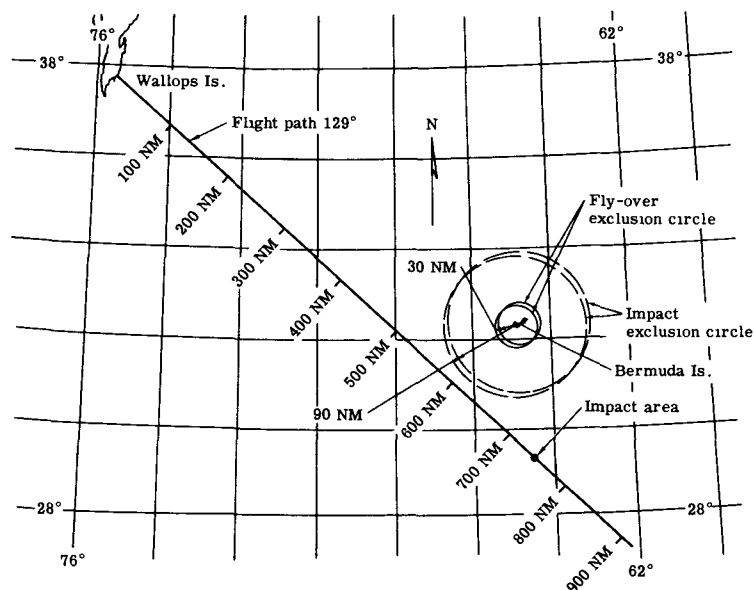 76°
62°
38°
38°
Wallops Is.
Flight path 129°
N
100 NM
200 NM
300 NM
400 NM
500 NM
600 NM
700 NM
800 NM
900 NM
Fly-over
exclusion circle
30 NM
Impact
exclusion circle
Bermuda Is.
90 NM
Impact area
28°
28°
76°
62°